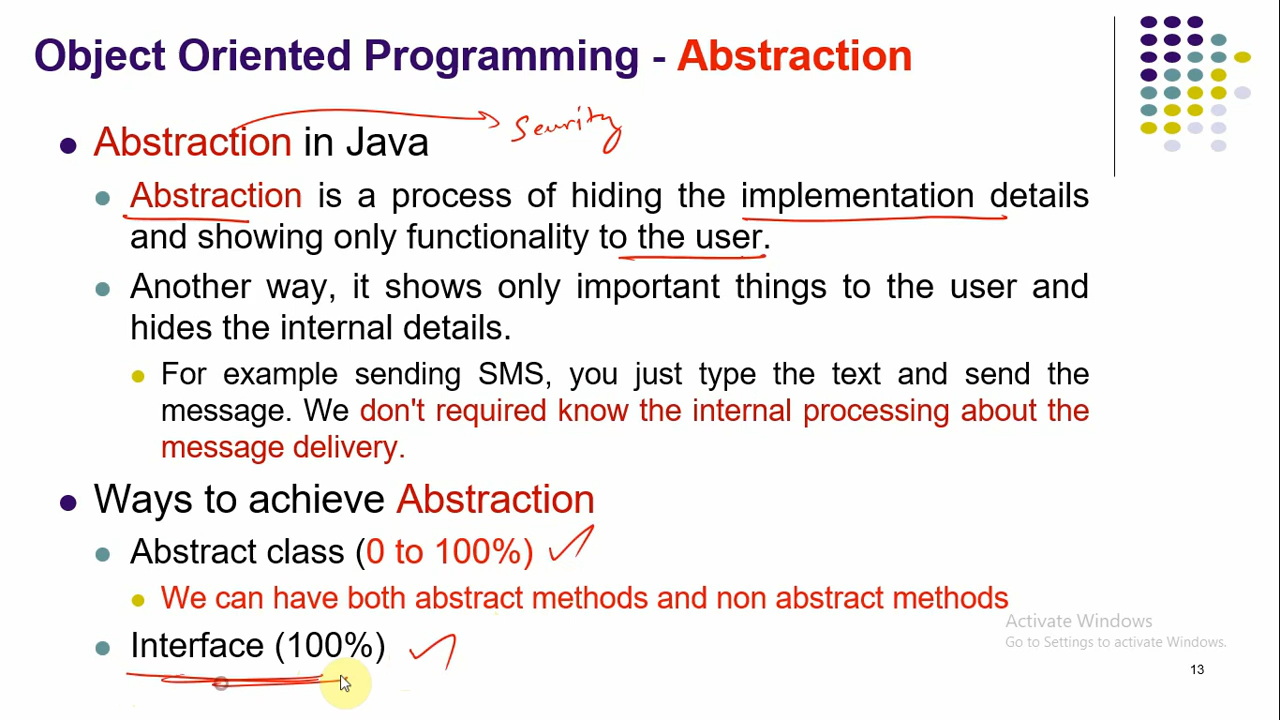 Object Oriented Programming - Abstraction
Security
Abstraction in Java
Abstraction is a process of hiding the implementation details
and showing only functionality to the user.
Another way, it shows only important things to the user and
hides the internal details.
For example sending SMS, you just type the text and send the
message. We don't required know the internal processing about the
message delivery.
Ways to achieve Abstraction
Abstract class (0 to 100%)
We can have both abstract methods and non abstract methods
Interface (100%)
Activate Windows
Go to Settings to activate Windows.
13